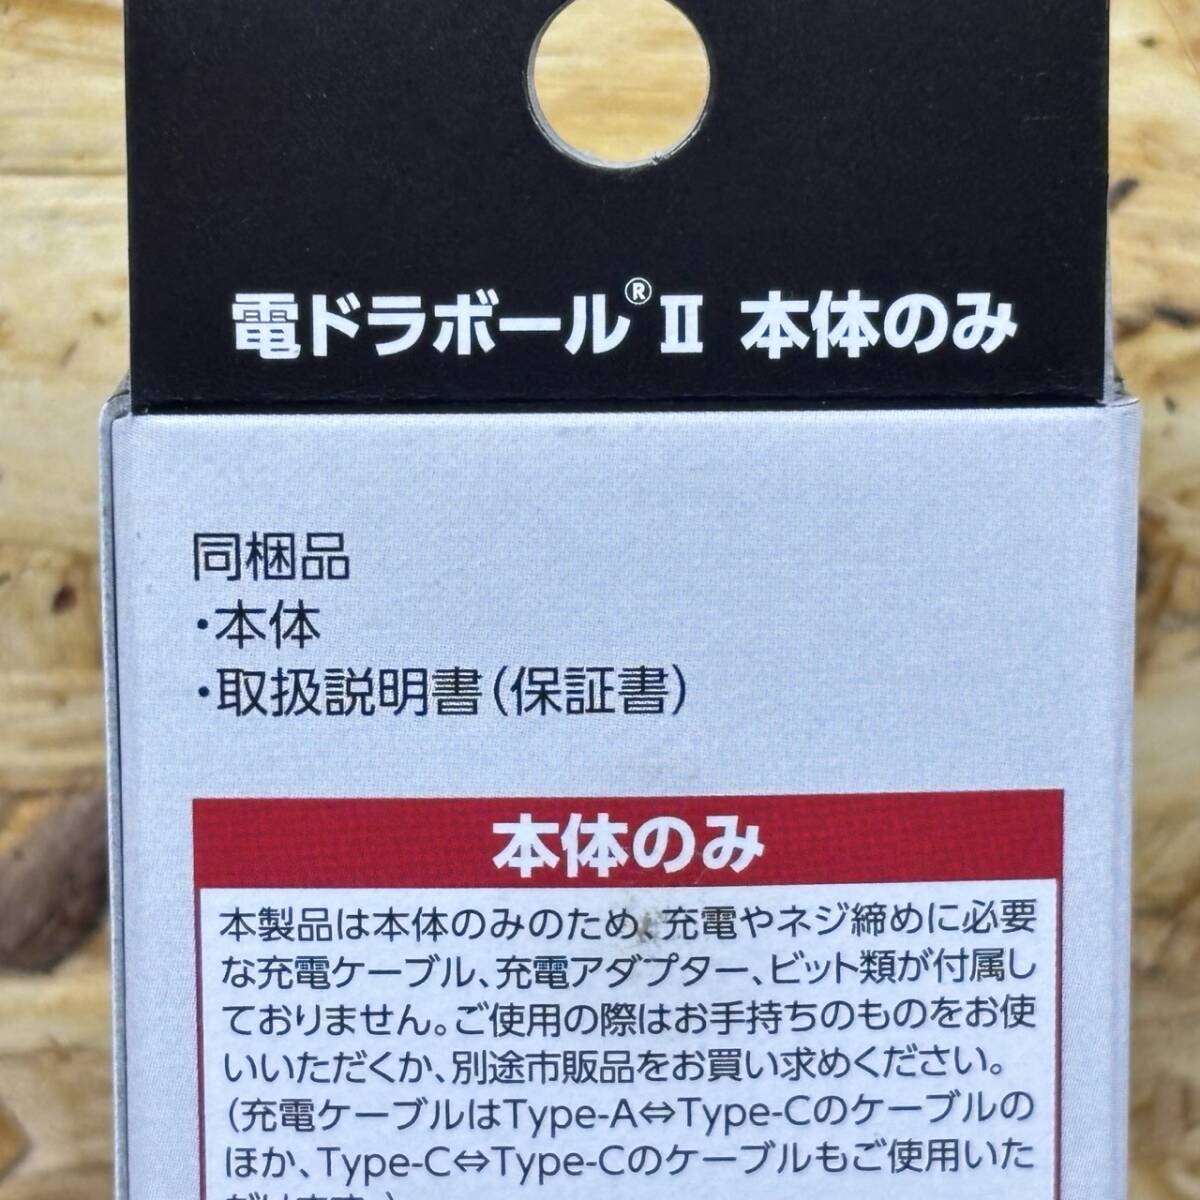 電ドラボール®II 本体のみ
同梱品
・本体
・取扱説明書(保証書)
本体のみ
本製品は本体のみのため、充電やネジ締めに必要
な充電ケーブル、充電アダプター、ビット類が付属し
ておりません。ご使用の際はお手持ちのものをお使
いいただくか、別途市販品をお買い求めください。
(充電ケーブルはType-A⇔Type-Cのケーブルの
ほか、Type-C⇔Type-Cのケーブルもご使用いた